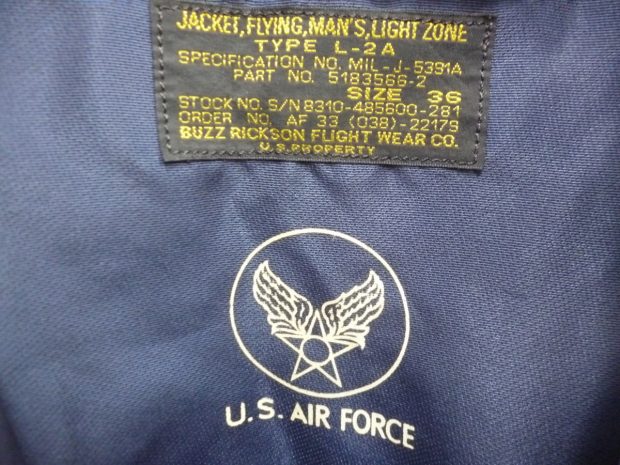 JACKET, FLYING, MAN'S, LIGHT ZONE
TYPE L-2A
SPECIFICATION NO. MIL-J-5391A
PART NO. 5183566-2
SIZE 36
STOCK NO. S/N 8310-485600-281
ORDER NO. AF 33 (038)-22179
BUZZ RICKSON FLIGHT WEAR CO.
U.S. PROPERTY
U.S. AIR FORCE